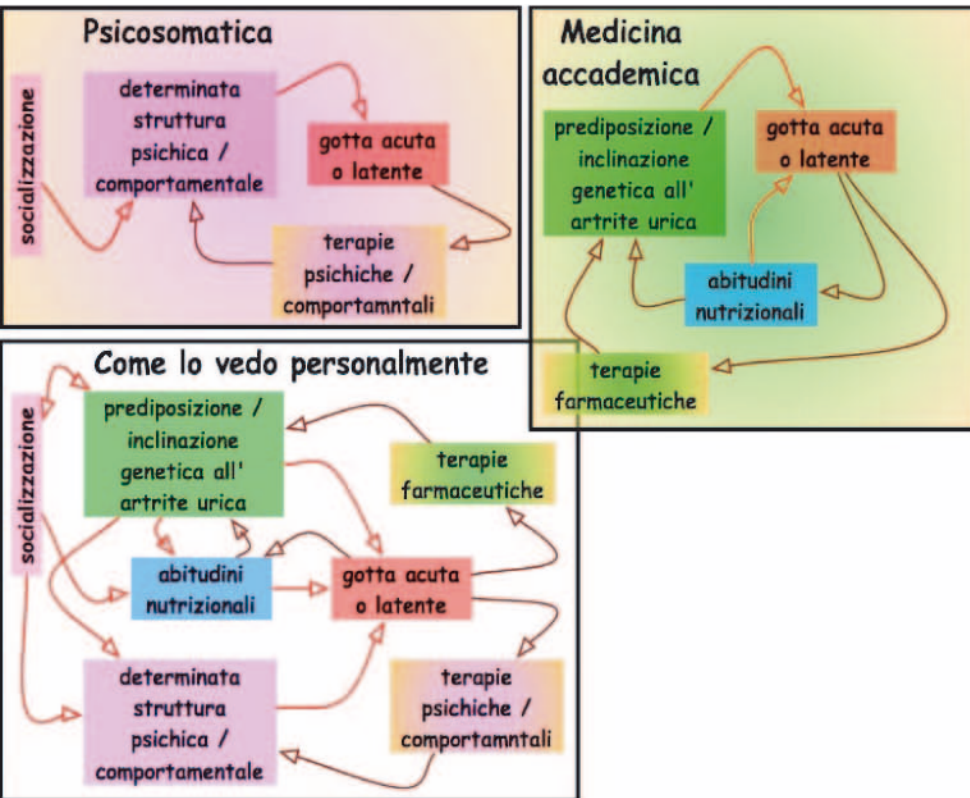 Psicosomatica
socializzazione
determinata
struttura
psichica /
comportamentale
gotta acuta
o latente
terapie
psichiche /
comportamntali
Medicina
accademica
prediposizione /
inclinazione
genetica all'
artrite urica
gotta acuta
o latente
abitudini
nutrizionali
terapie
farmaceutiche
Come lo vedo personalmente
socializzazione
prediposizione /
inclinazione
genetica all'
artrite urica
terapie
farmaceutiche
abitudini
nutrizionali
gotta acuta
o latente
determinata
struttura
psichica /
comportamentale
terapie
psichiche /
comportamntali